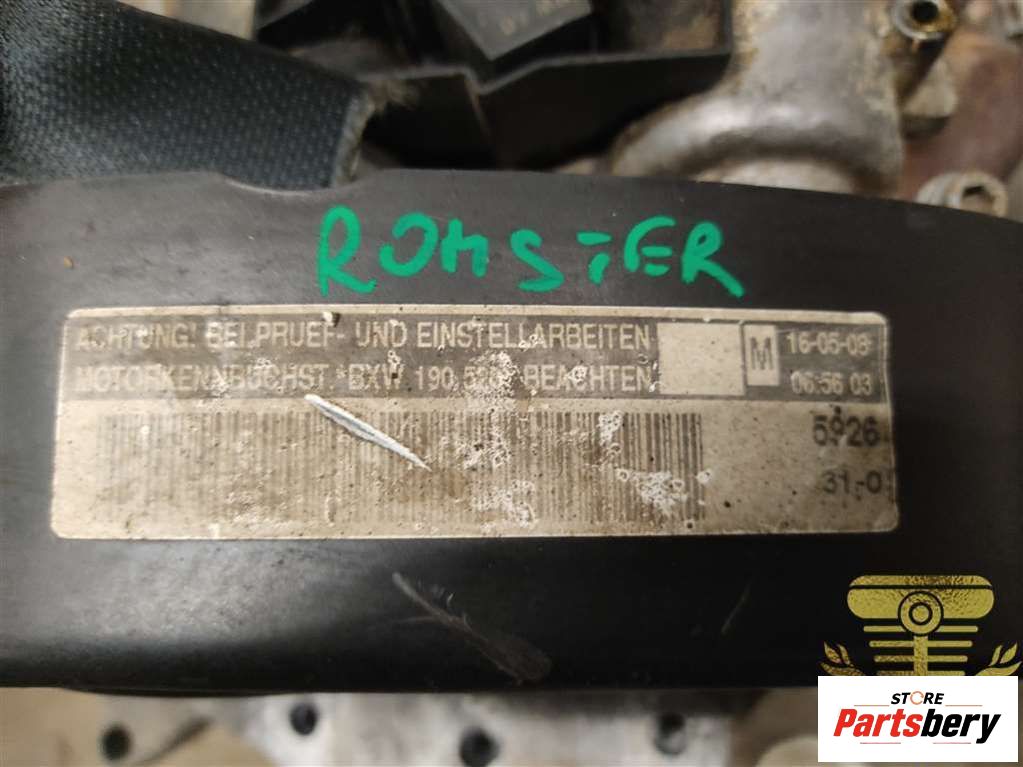 ROMSTER
ACHTUNG! BEI PRUEF- UND EINSTELLARBEITEN
M
16-05-08
MOTORKENNBUCHST. *BXW 190 BEACHTEN
06:56 03
5926
31,-0
STORE
Partsbery